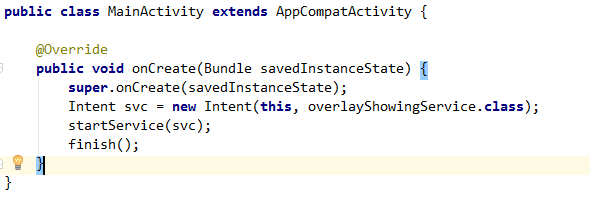 public class MainActivity extends AppCompatActivity {
@Override
public void onCreate(Bundle savedInstanceState) {
super.onCreate(savedInstanceState);
Intent svc = new Intent(this, overlayShowingService.class);
startService(svc);
finish();
}
}